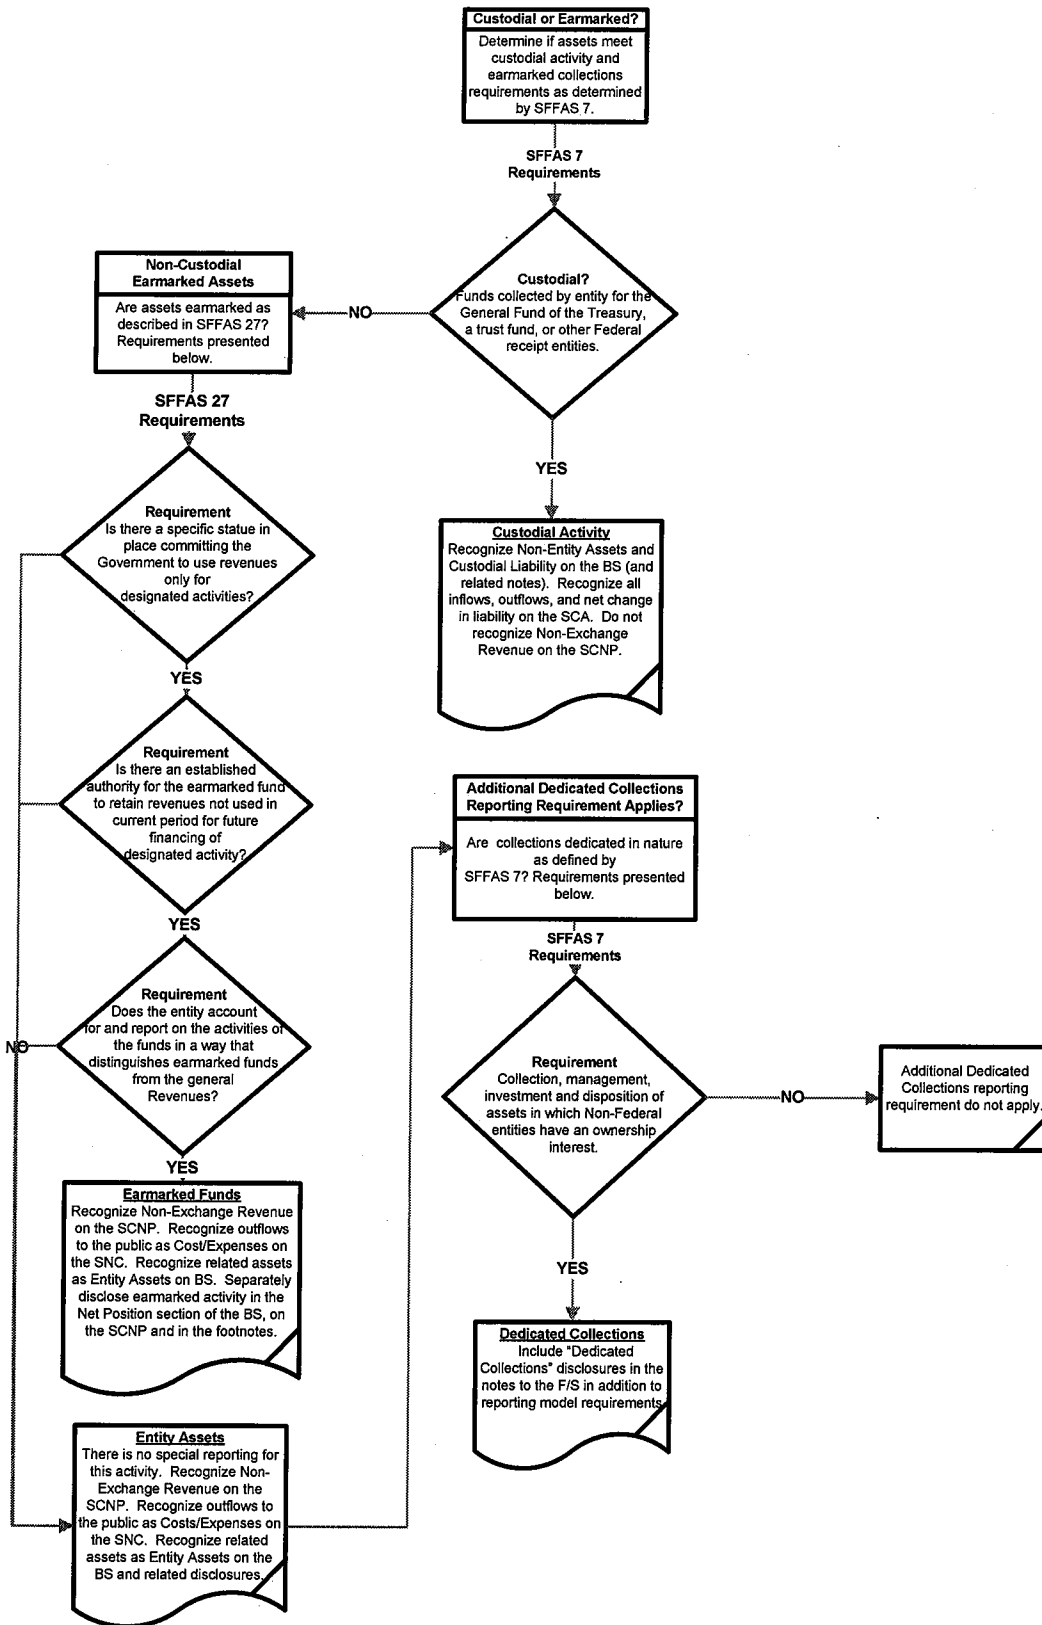 Custodial or Earmarked?
Determine if assets meet
custodial activity and
earmarked collections
requirements as determined
by SFFAS 7.
SFFAS 7
Requirements
Custodial?
Funds collected by entity for the
General Fund of the Treasury,
a trust fund, or other Federal
receipt entities.
NO
Non-Custodial
Earmarked Assets
Are assets earmarked as
described in SFFAS 27?
Requirements presented
below.
SFFAS 27
Requirements
Requirement
Is there a specific statue in
place committing the
Government to use revenues
only for
designated activities?
YES
YES
Custodial Activity
Recognize Non-Entity Assets and
Custodial Liability on the BS (and
related notes). Recognize all
inflows, outflows, and net change
in liability on the SCA. Do not
recognize Non-Exchange
Revenue on the SCNP.
Requirement
Is there an established
authority for the earmarked fund
to retain revenues not used in
current period for future
financing of
designated activity?
YES
Requirement
Does the entity account
for and report on the activities of
the funds in a way that
distinguishes earmarked funds
from the general
Revenues?
NO
YES
Earmarked Funds
Recognize Non-Exchange Revenue
on the SCNP. Recognize outflows
to the public as Cost/Expenses on
the SNC. Recognize related assets
as Entity Assets on BS. Separately
disclose earmarked activity in the
Net Position section of the BS, on
the SCNP and in the footnotes.
Entity Assets
There is no special reporting for
this activity. Recognize Non-
Exchange Revenue on the
SCNP. Recognize outflows to
the public as Costs/Expenses on
the SNC. Recognize related
assets as Entity Assets on the
BS and related disclosures.
Additional Dedicated Collections
Reporting Requirement Applies?
Are collections dedicated in nature
as defined by
SFFAS 7? Requirements presented
below.
SFFAS 7
Requirements
Requirement
Collection, management,
investment and disposition of
assets in which Non-Federal
entities have an ownership
interest.
NO
Additional Dedicated
Collections reporting
requirement do not apply.
YES
Dedicated Collections
Include "Dedicated
Collections" disclosures in the
notes to the F/S in addition to
reporting model requirements.